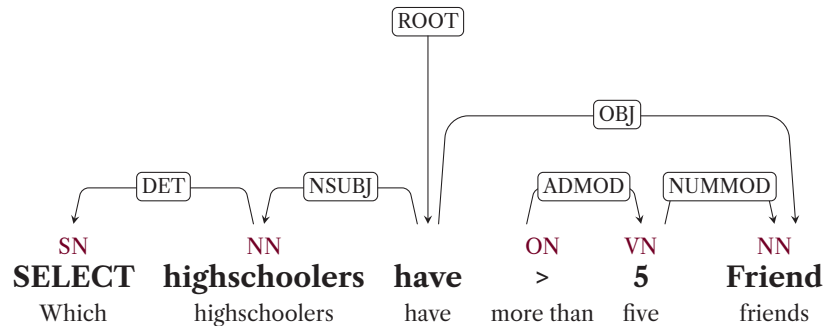 ROOT
OBJ
DET NSUBJ ADMOD NUMMOD
SN NN ON VN NN
SELECT highschoolers have > 5 Friend
Which highschoolers have more than five friends